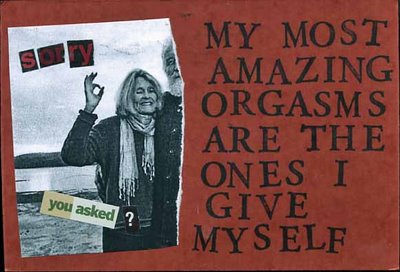 sorry
you asked ?
MY MOST
AMAZING
ORGASMS
ARE THE
ONES I
GIVE
MYSELF